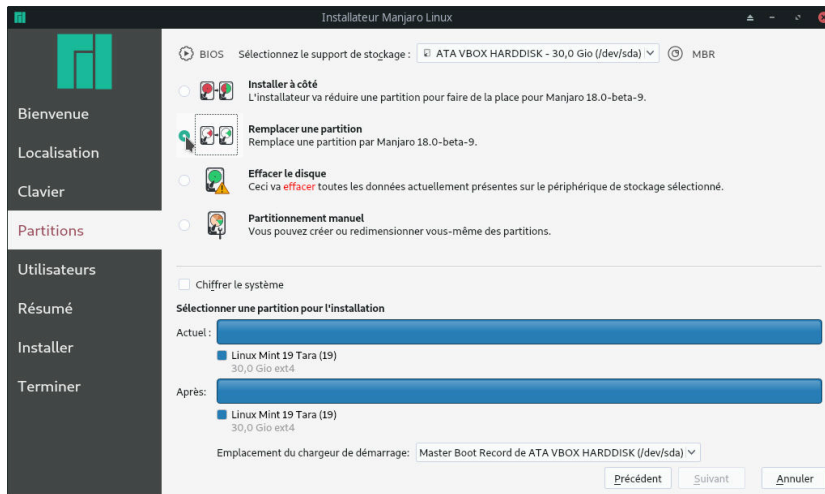 Installateur Manjaro Linux
BIOS Sélectionnez le support de stockage : ATA VBOX HARDDISK - 30,0 Gio (/dev/sda) MBR
Installer à côté
L'installateur va réduire une partition pour faire de la place pour Manjaro 18.0-beta-9.
Bienvenue
Remplacer une partition
Remplace une partition par Manjaro 18.0-beta-9.
Localisation
Effacer le disque
Ceci va effacer toutes les données actuellement présentes sur le périphérique de stockage sélectionné.
Clavier
Partitionnement manuel
Vous pouvez créer ou redimensionner vous-même des partitions.
Partitions
Utilisateurs
Chiffrer le système
Résumé
Sélectionner une partition pour l'installation
Actuel :
Installer
Linux Mint 19 Tara (19)
30,0 Gio ext4
Terminer
Après:
Linux Mint 19 Tara (19)
30,0 Gio ext4
Emplacement du chargeur de démarrage: Master Boot Record de ATA VBOX HARDDISK (/dev/sda)
Précédent Suivant Annuler